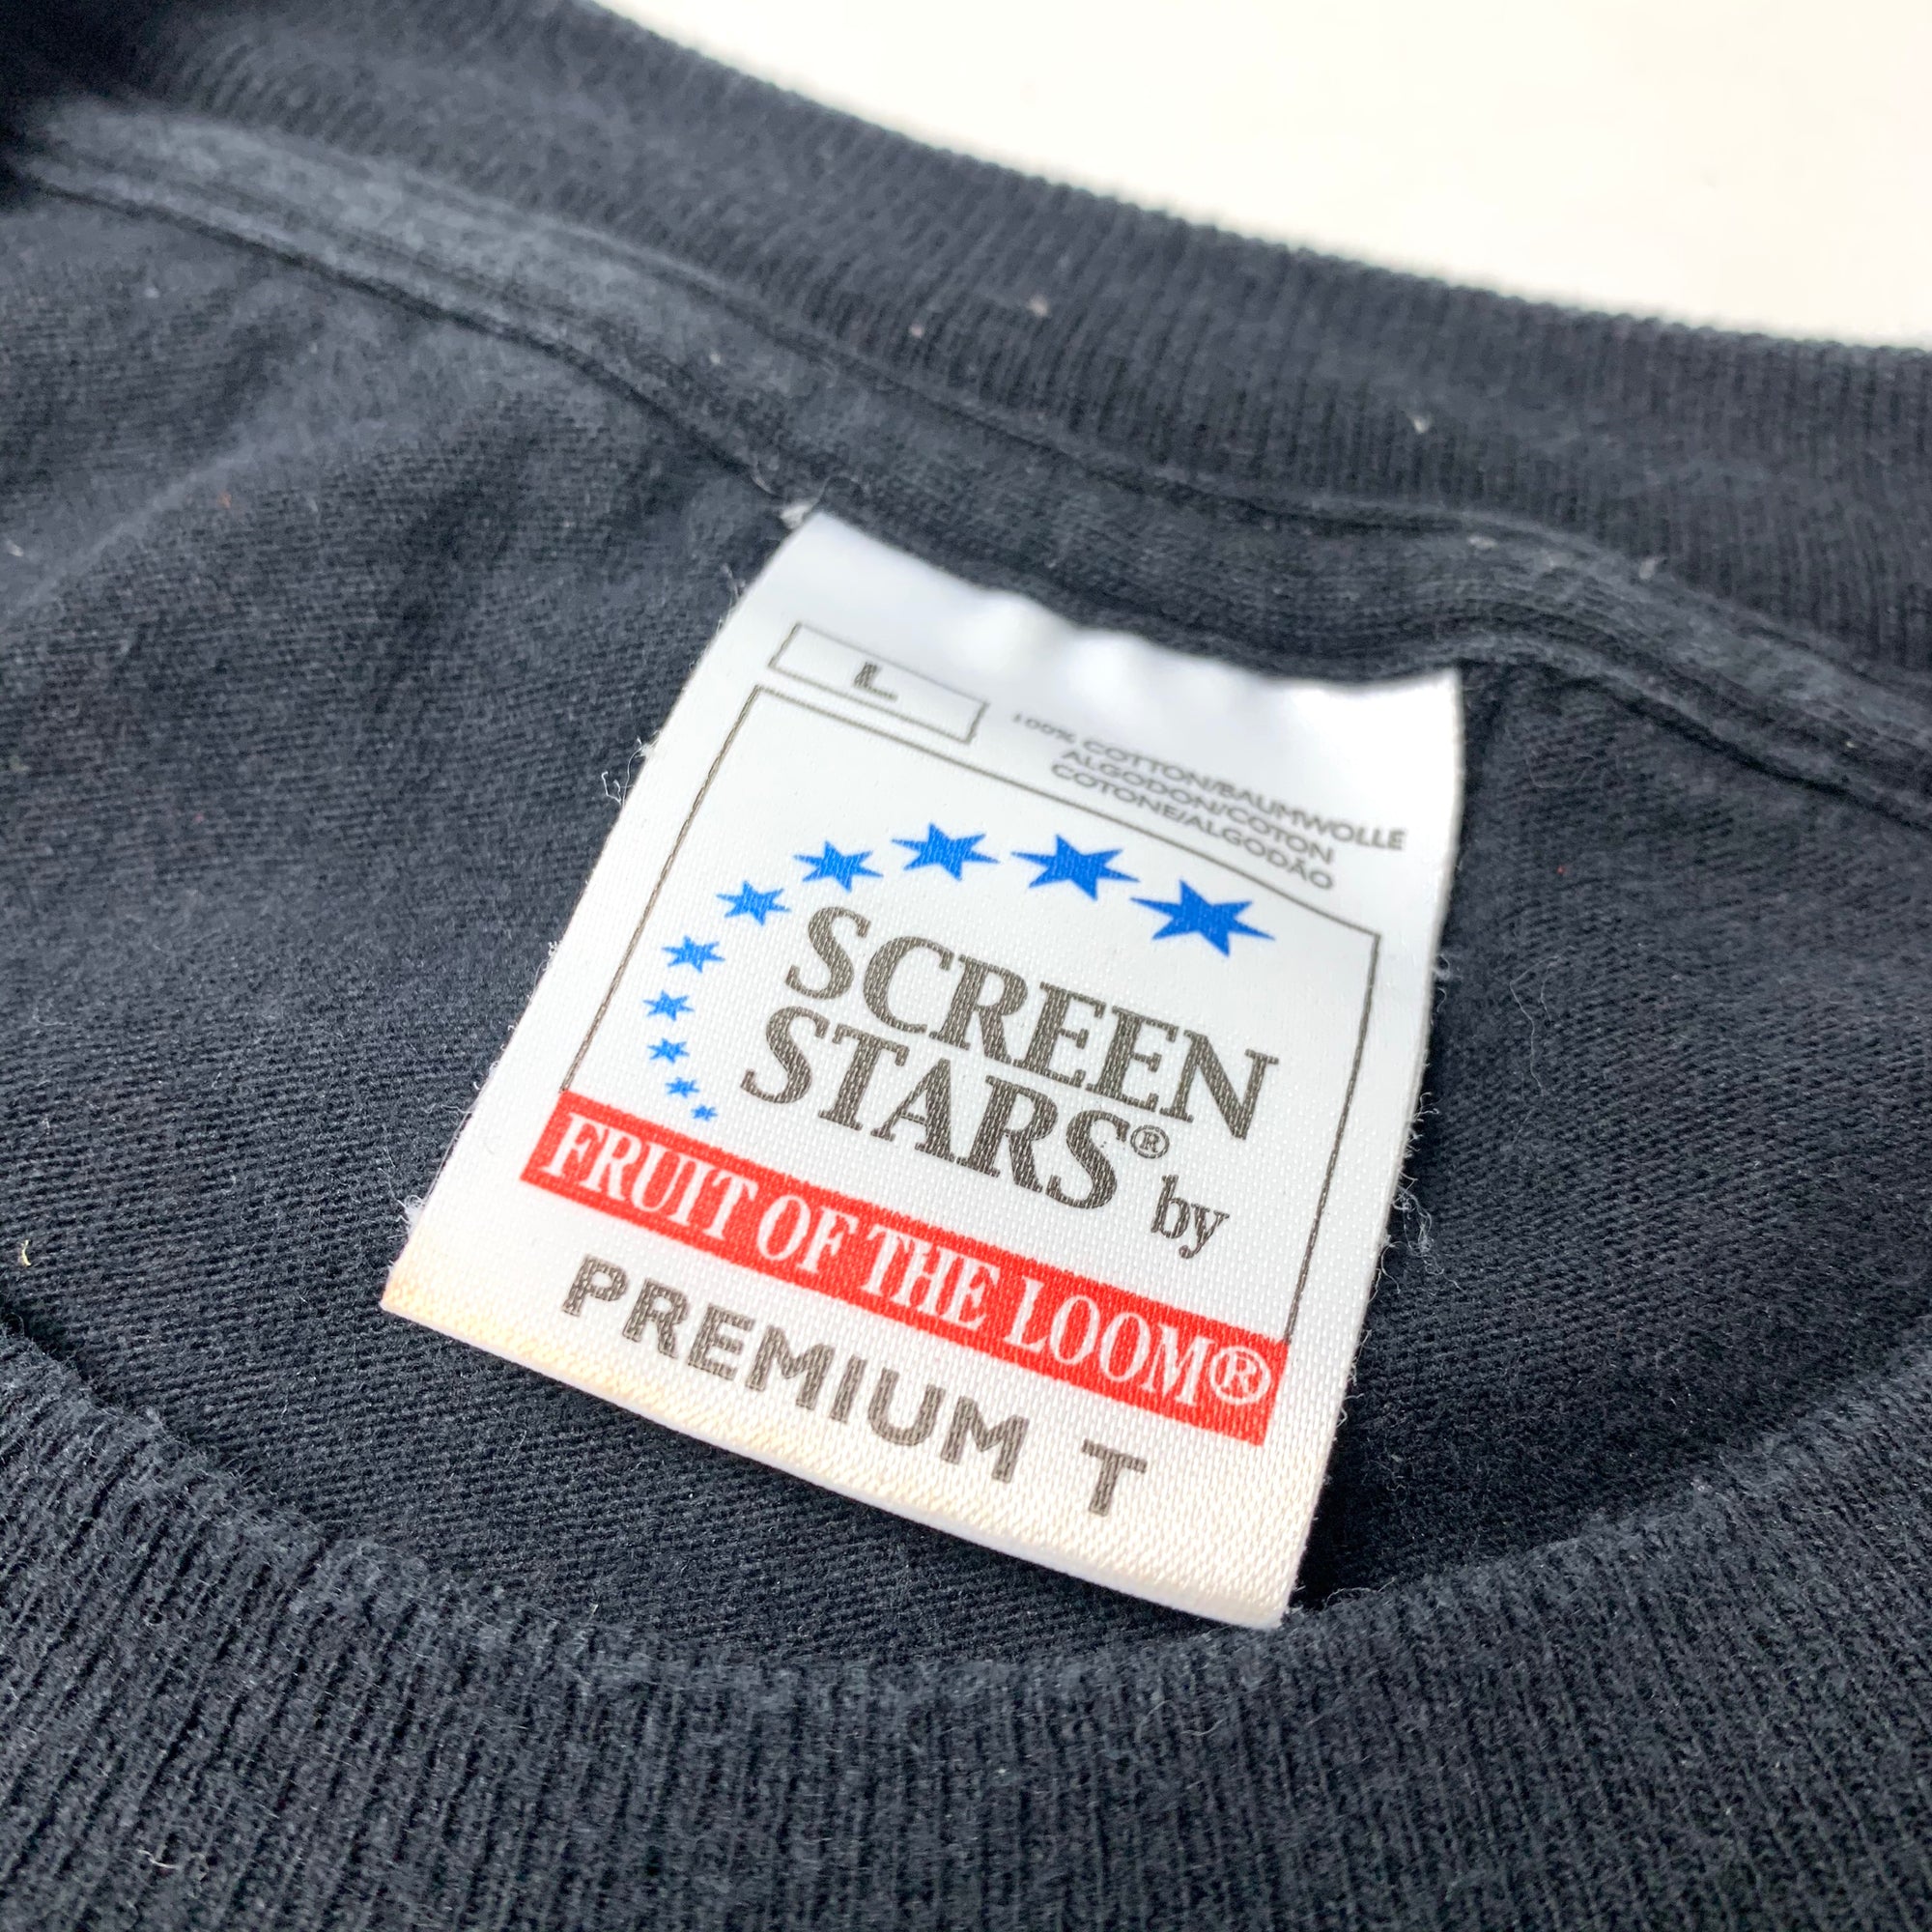 L
100% COTTON/BAUMWOLLE
ALGODON/COTON
COTONE/ALGODÃO
SCREEN
STARS® by
FRUIT OF THE LOOM®
PREMIUM T